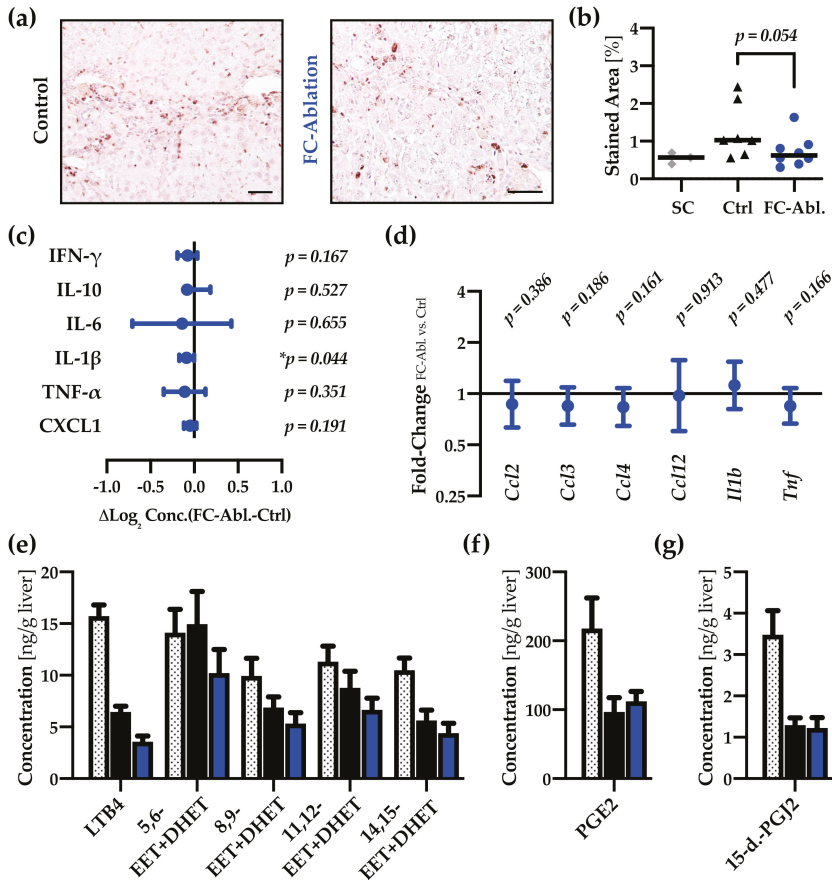 (a)
Control
FC-Ablation
(b)
Stained Area [%]
4
3
2
1
0
p = 0.054
SC
Ctrl
FC-Abl.
(c)
IFN-γ
p = 0.167
IL-10
p = 0.527
IL-6
p = 0.655
IL-1β
*p = 0.044
TNF-α
p = 0.351
CXCL1
p = 0.191
-1.0
-0.5
0.0
0.5
1.0
ΔLog2 Conc.(FC-Abl.-Ctrl)
(d)
Fold-Change FC-Abl. vs. Ctrl
4
2
1
0.5
0.25
p = 0.386
p = 0.186
p = 0.161
p = 0.913
p = 0.477
p = 0.166
Ccl2
Ccl3
Ccl4
Ccl12
Il1b
Tnf
(e)
Concentration [ng/g liver]
20
15
10
5
0
LTB4
5,6-
EET+DHET
8,9-
EET+DHET
11,12-
EET+DHET
14,15-
EET+DHET
(f)
Concentration [ng/g liver]
300
200
100
0
PGE2
(g)
Concentration [ng/g liver]
5
4
3
2
1
0
15-d.-PGJ2